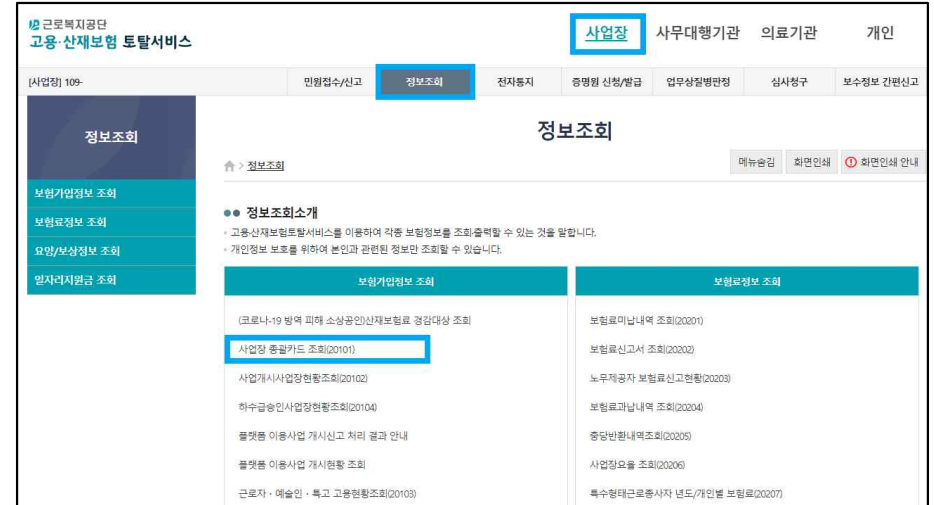 근로복지공단
고용·산재보험 토탈서비스
사업장 사무대행기관 의료기관 개인
[사업장] 109-
민원접수/신고 정보조회 전자통지 증명원 신청/발급 업무상질병판정 심사청구 보수정보 간편신고
정보조회
정보조회
> 정보조회
메뉴숨김 화면인쇄 화면인쇄 안내
보험가입정보 조회
보험료정보 조회
요양/보상정보 조회
일자리지원금 조회
정보조회소개
고용산재보험토탈서비스를 이용하여 각종 보험정보를 조회·출력할 수 있는 것을 말합니다.
개인정보 보호를 위하여 본인과 관련된 정보만 조회할 수 있습니다.
보험가입정보 조회
(코로나-19 방역 피해 소상공인)산재보험료 경감대상 조회
사업장 총괄카드 조회(20101)
사업개시사업장현황조회(20102)
하수급승인사업장현황조회(20104)
플랫폼 이용사업 개시신고 처리 결과 안내
플랫폼 이용사업 개시현황 조회
근로자·예술인·특고 고용현황조회(20103)
보험료정보 조회
보험료미납내역 조회(20201)
보험료신고서 조회(20202)
노무제공자 보험료신고현황(20203)
보험료과납내역 조회(20204)
충당반환내역조회(20205)
사업장요율 조회(20206)
특수형태근로종사자 년도/개인별 보험료(20207)